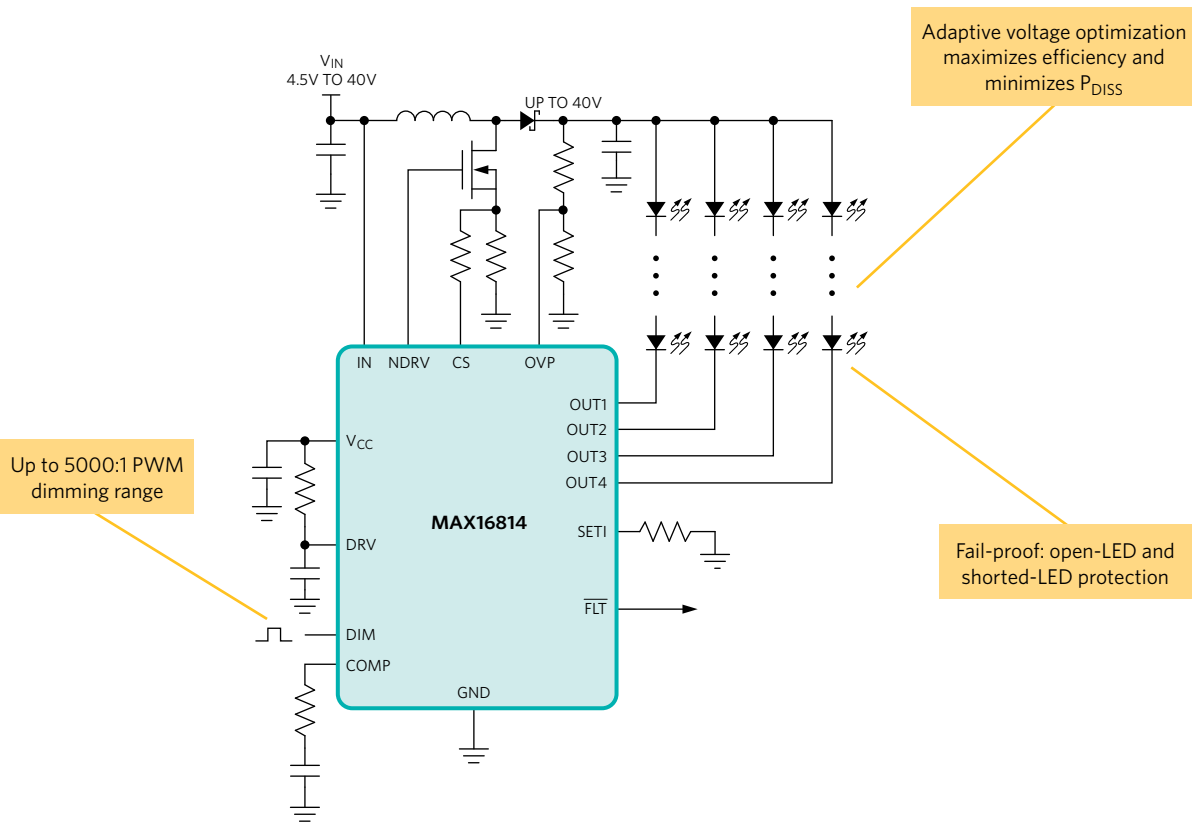 Adaptive voltage optimization
maximizes efficiency and
minimizes PDISS
VIN
4.5V TO 40V
UP TO 40V
IN
NDRV
CS
OVP
OUT1
OUT2
OUT3
OUT4
VCC
Up to 5000:1 PWM
dimming range
MAX16814
SETI
DRV
Fail-proof: open-LED and
shorted-LED protection
FLT
DIM
COMP
GND